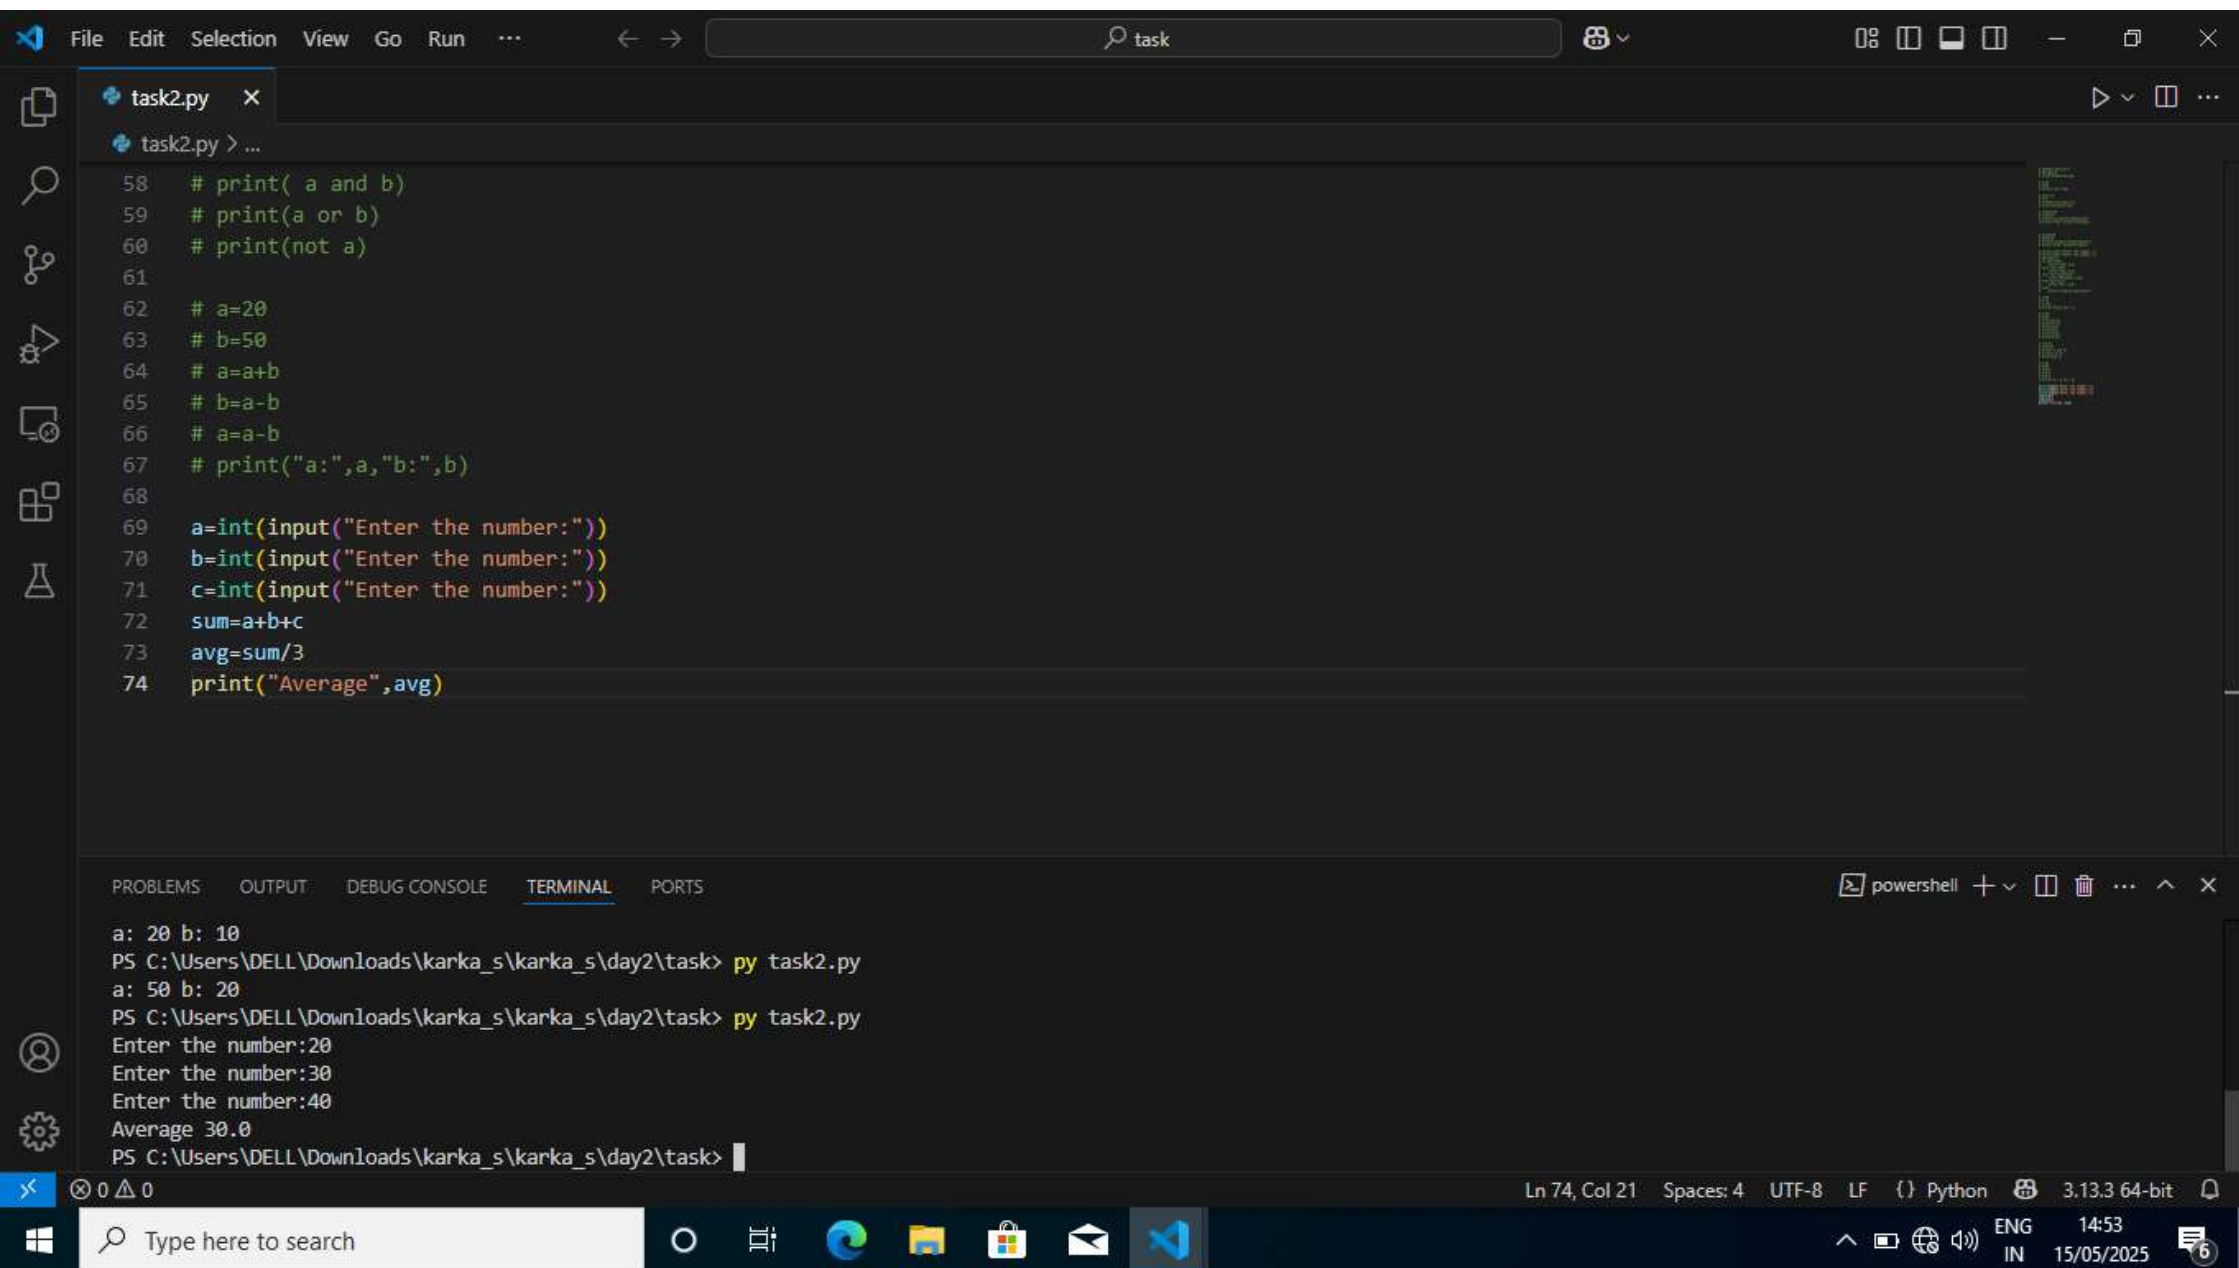 File Edit Selection View Go Run ··· task
task2.py
task2.py > ...
58 # print( a and b)
59 # print(a or b)
60 # print(not a)
61
62 # a=20
63 # b=50
64 # a=a+b
65 # b=a-b
66 # a=a-b
67 # print("a:",a,"b:",b)
68
69 a=int(input("Enter the number:"))
70 b=int(input("Enter the number:"))
71 c=int(input("Enter the number:"))
72 sum=a+b+c
73 avg=sum/3
74 print("Average",avg)
PROBLEMS OUTPUT DEBUG CONSOLE TERMINAL PORTS powershell
a: 20 b: 10
PS C:\Users\DELL\Downloads\karka_s\karka_s\day2\task> py task2.py
a: 50 b: 20
PS C:\Users\DELL\Downloads\karka_s\karka_s\day2\task> py task2.py
Enter the number:20
Enter the number:30
Enter the number:40
Average 30.0
PS C:\Users\DELL\Downloads\karka_s\karka_s\day2\task>
0 0 Ln 74, Col 21 Spaces: 4 UTF-8 LF {} Python 3.13.3 64-bit
Type here to search ENG 14:53
IN 15/05/2025 6